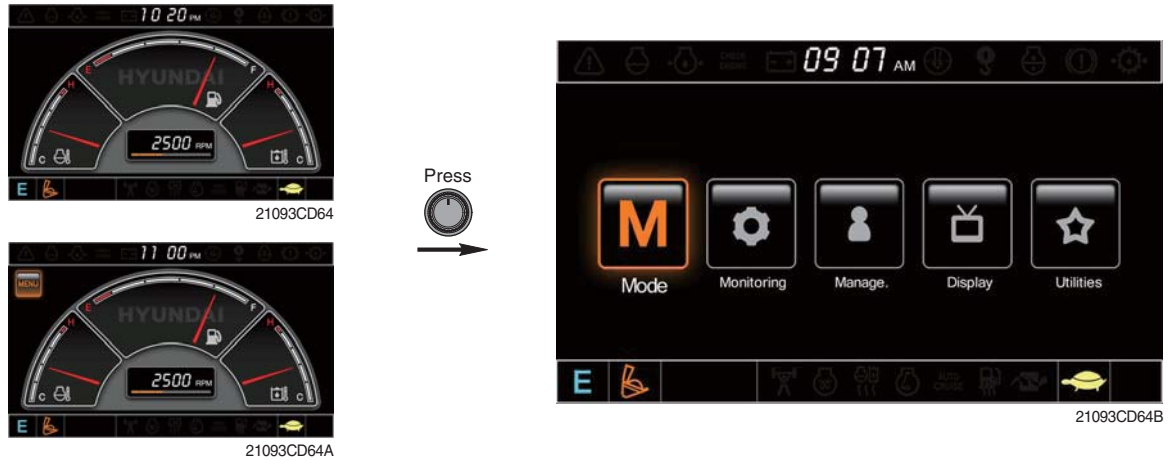 10 20 PM
HYUNDAI
E
F
H
H
2500 RPM
C
C
E
21093CD64
11 00 PM
MENU
HYUNDAI
E
F
H
H
2500 RPM
C
C
E
21093CD64A
Press
CHECK ENGINE
09 07 AM
M
Mode
Monitoring
Manage.
Display
Utilities
E
AUTO CRUISE
21093CD64B